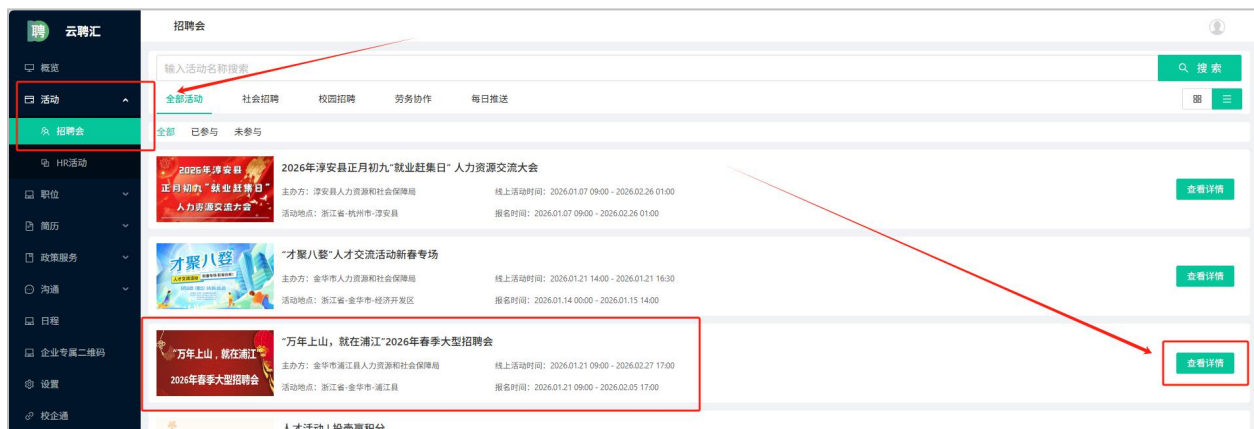 聘 云聘汇
招聘会
概览
输入活动名称搜索
搜 索
活动
全部活动 社会招聘 校园招聘 劳务协作 每日推送
招聘会
全部 已参与 未参与
HR活动
2026年淳安县
正月初九“就业赶集日”
人力资源交流大会
2026年淳安县正月初九“就业赶集日” 人力资源交流大会
主办方：淳安县人力资源和社会保障局 线上活动时间：2026.01.07 09:00 - 2026.02.26 01:00
活动地点：浙江省-杭州市-淳安县 报名时间：2026.01.07 09:00 - 2026.02.26 01:00
查看详情
职位
简历
政策服务
才聚八婺
“才聚八婺”人才交流活动新春专场
主办方：金华市人力资源和社会保障局 线上活动时间：2026.01.21 14:00 - 2026.01.21 16:30
活动地点：浙江省-金华市-经济开发区 报名时间：2026.01.14 00:00 - 2026.01.15 14:00
查看详情
沟通
日程
企业专属二维码
“万年上山，就在浦江”
2026年春季大型招聘会
“万年上山，就在浦江”2026年春季大型招聘会
主办方：金华市浦江县人力资源和社会保障局 线上活动时间：2026.01.21 09:00 - 2026.02.27 17:00
活动地点：浙江省-金华市-浦江县 报名时间：2026.01.21 09:00 - 2026.02.05 17:00
查看详情
设置
校企通
人才活动 | 投壶赢积分